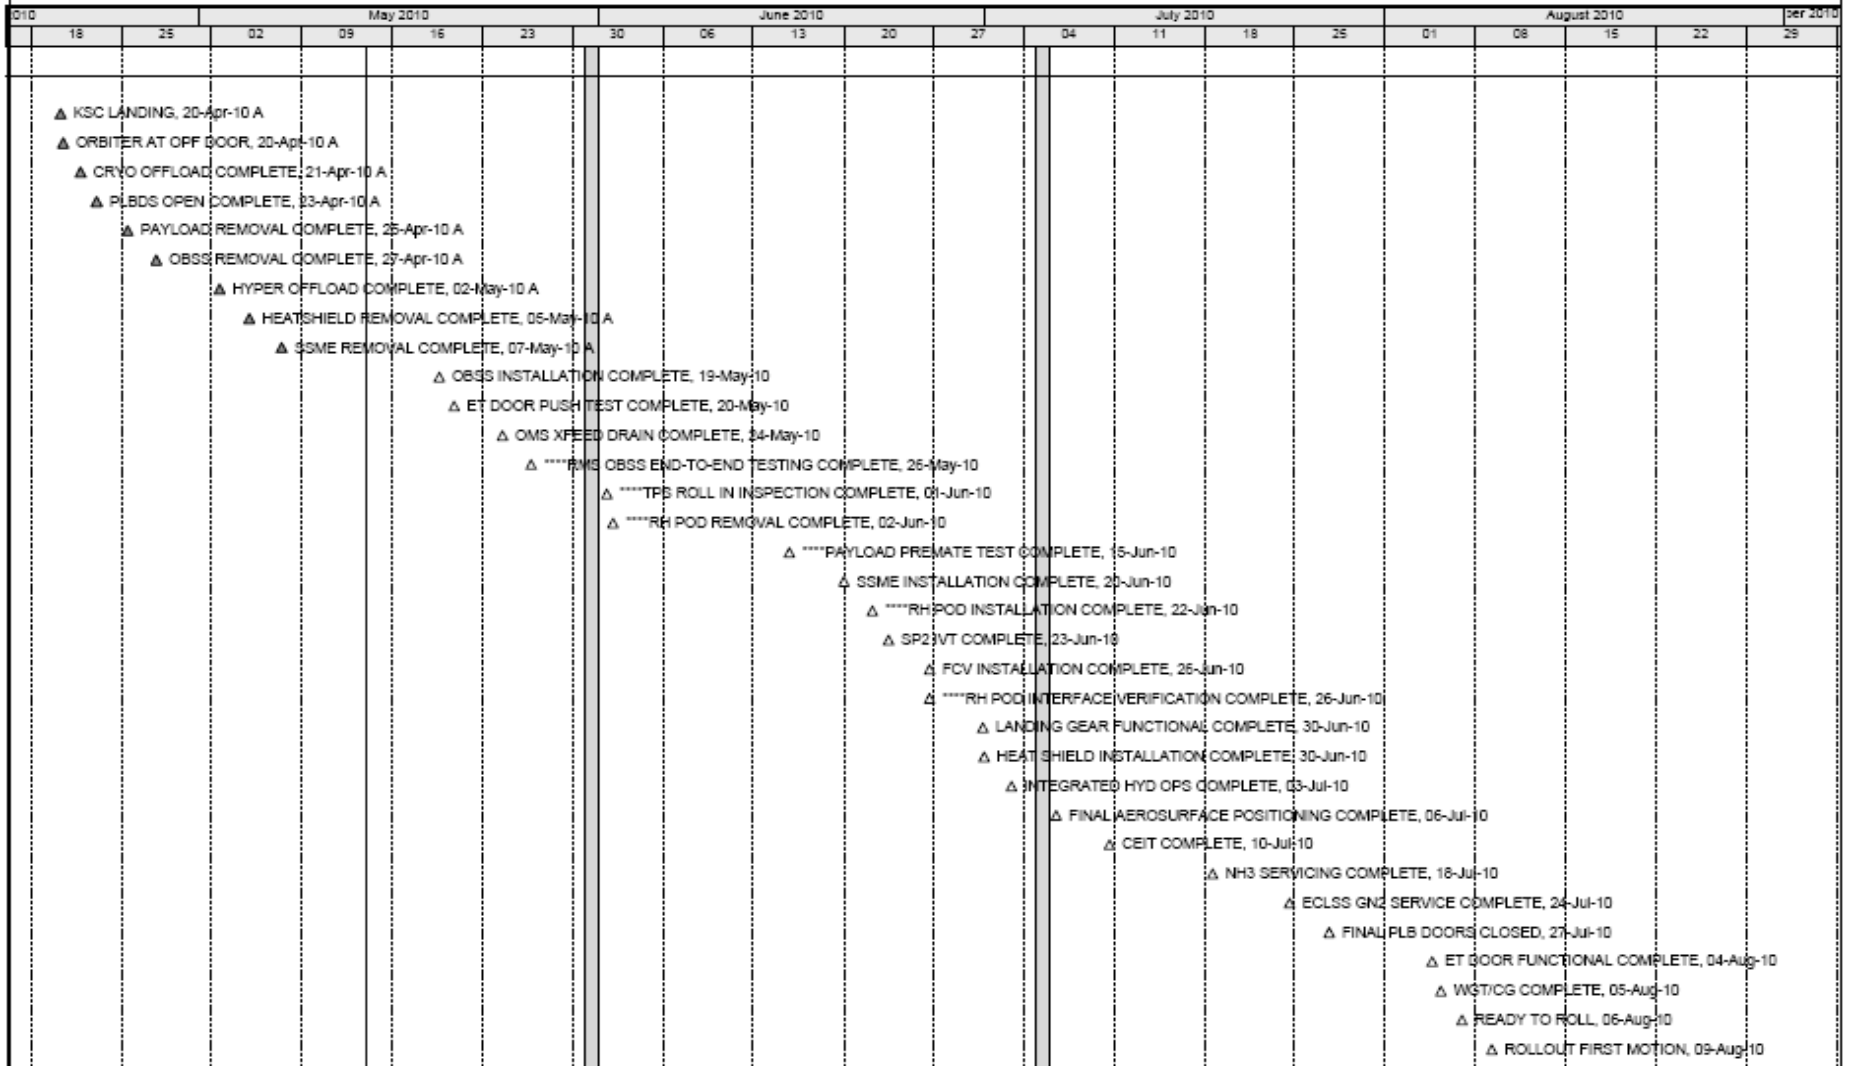 010 May 2010 June 2010 July 2010 August 2010 ber 2010
18 25 02 09 16 23 30 06 13 20 27 04 11 18 25 01 08 15 22 29
KSC LANDING, 20-Apr-10 A
ORBITER AT OPF DOOR, 20-Apr-10 A
CRYO OFFLOAD COMPLETE, 21-Apr-10 A
PLBDS OPEN COMPLETE, 23-Apr-10 A
PAYLOAD REMOVAL COMPLETE, 25-Apr-10 A
OBSS REMOVAL COMPLETE, 27-Apr-10 A
HYPER OFFLOAD COMPLETE, 02-May-10 A
HEATSHIELD REMOVAL COMPLETE, 05-May-10 A
SSME REMOVAL COMPLETE, 07-May-10 A
OBSS INSTALLATION COMPLETE, 19-May-10
ET DOOR PUSH TEST COMPLETE, 20-May-10
OMS XFEED DRAIN COMPLETE, 24-May-10
****RMS OBSS END-TO-END TESTING COMPLETE, 26-May-10
****TPS ROLL IN INSPECTION COMPLETE, 01-Jun-10
****RH POD REMOVAL COMPLETE, 02-Jun-10
****PAYLOAD PREMATE TEST COMPLETE, 15-Jun-10
SSME INSTALLATION COMPLETE, 20-Jun-10
****RH POD INSTALLATION COMPLETE, 22-Jun-10
SP2 IVT COMPLETE, 23-Jun-10
FCV INSTALLATION COMPLETE, 26-Jun-10
****RH POD INTERFACE VERIFICATION COMPLETE, 26-Jun-10
LANDING GEAR FUNCTIONAL COMPLETE, 30-Jun-10
HEAT SHIELD INSTALLATION COMPLETE, 30-Jun-10
INTEGRATED HYD OPS COMPLETE, 03-Jul-10
FINAL AEROSURFACE POSITIONING COMPLETE, 06-Jul-10
CEIT COMPLETE, 10-Jul-10
NH3 SERVICING COMPLETE, 18-Jul-10
ECLSS GN2 SERVICE COMPLETE, 24-Jul-10
FINAL PLB DOORS CLOSED, 27-Jul-10
ET DOOR FUNCTIONAL COMPLETE, 04-Aug-10
WGT/CG COMPLETE, 05-Aug-10
READY TO ROLL, 06-Aug-10
ROLLOUT FIRST MOTION, 09-Aug-10